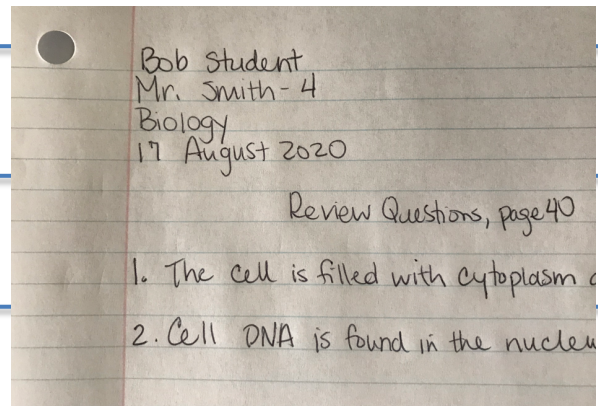 Bob Student
Mr. Smith - 4
Biology
17 August 2020
Review Questions, page 40
1. The cell is filled with cytoplasm
2. Cell DNA is found in the